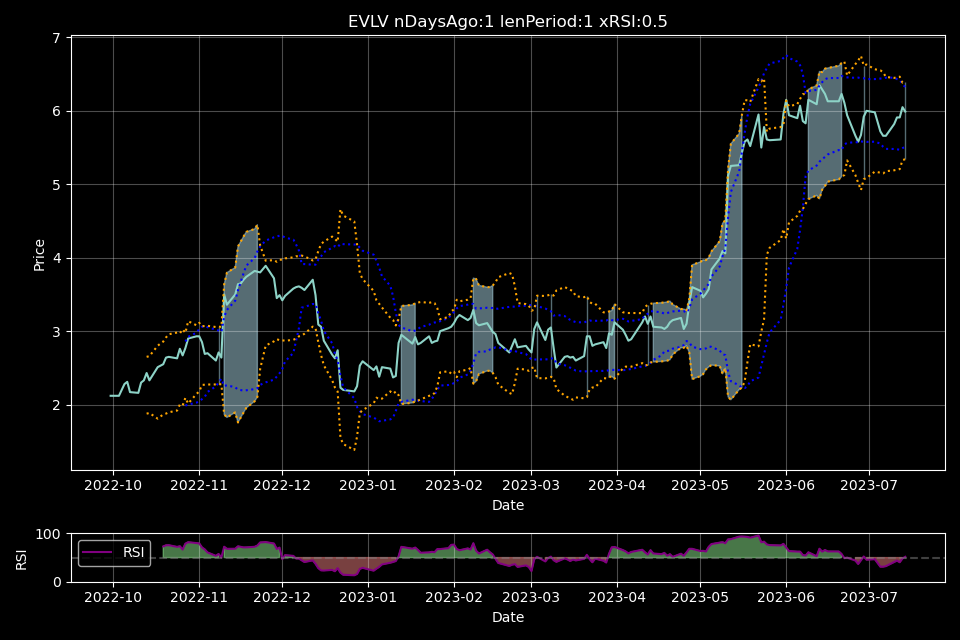 EVLV nDaysAgo:1 lenPeriod:1 xRSI:0.5
7
6
5
4
3
2
Price
2022-10 2022-11 2022-12 2023-01 2023-02 2023-03 2023-04 2023-05 2023-06 2023-07
Date
100
0
RSI
RSI
2022-10 2022-11 2022-12 2023-01 2023-02 2023-03 2023-04 2023-05 2023-06 2023-07
Date